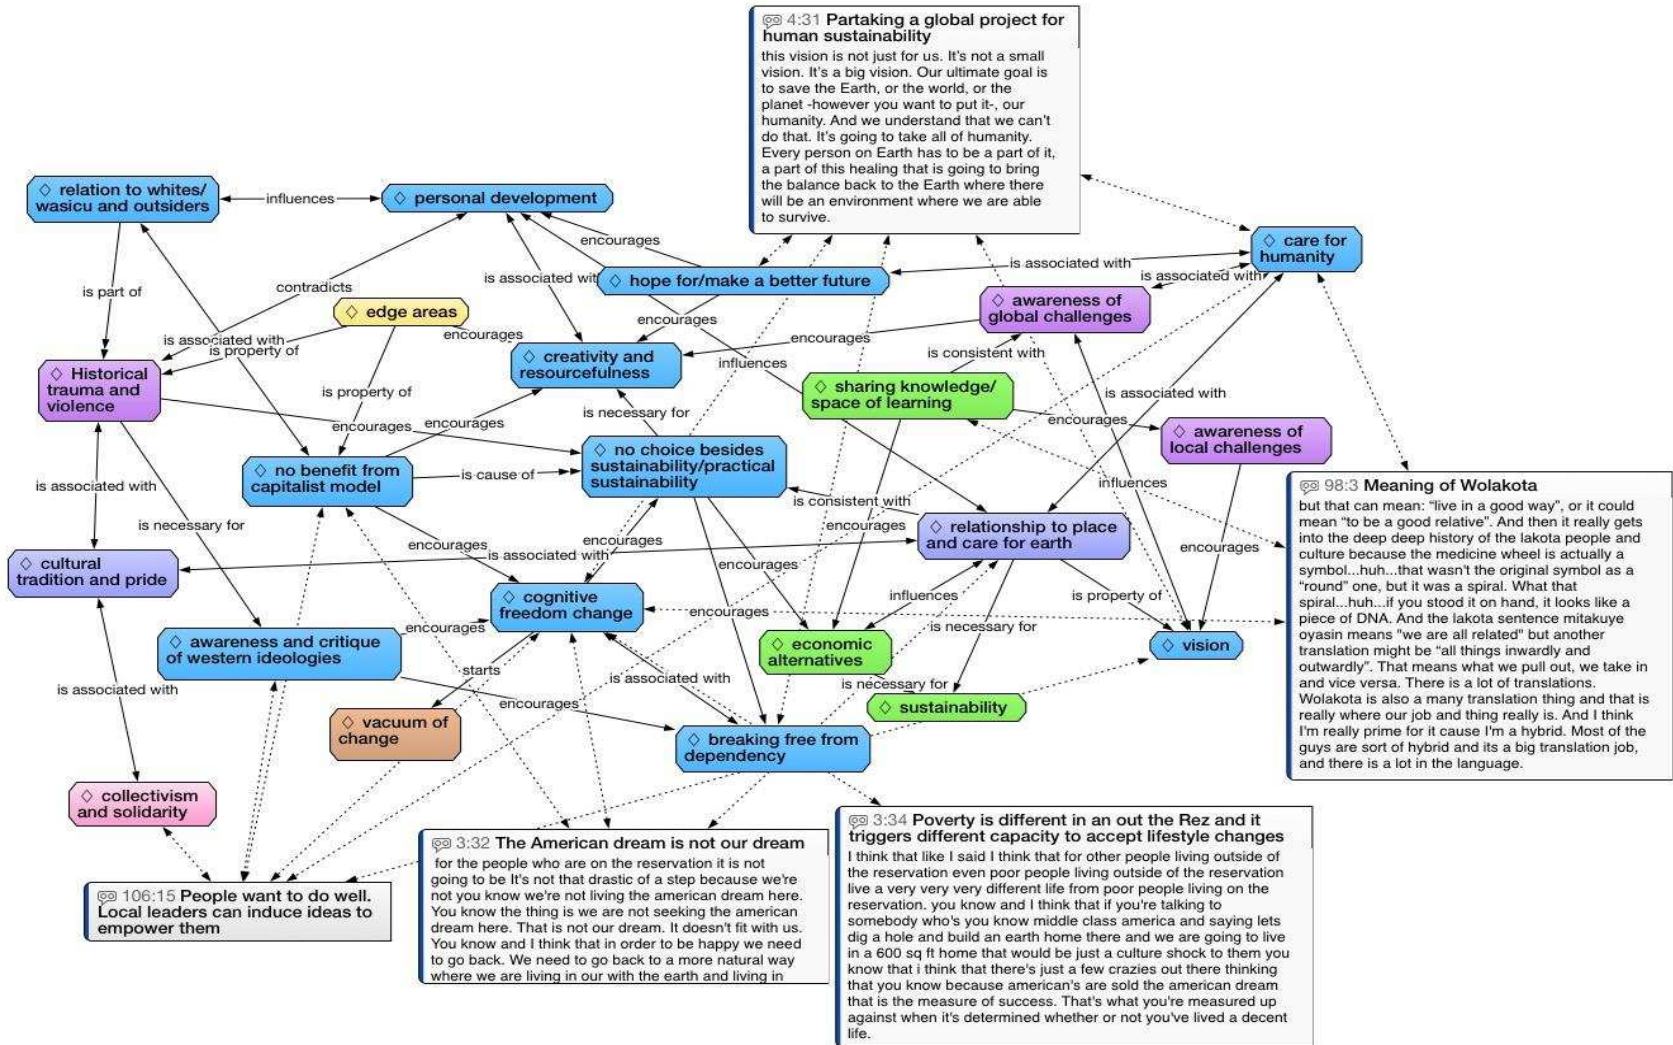 4:31 Partaking a global project for
human sustainability
this vision is not just for us. It's not a small
vision. It's a big vision. Our ultimate goal is
to save the Earth, or the world, or the
planet -however you want to put it-, our
humanity. And we understand that we can't
do that. It's going to take all of humanity.
Every person on Earth has to be a part of it,
a part of this healing that is going to bring
the balance back to the Earth where there
will be an environment where we are able
to survive.
relation to whites/
wasicu and outsiders
influences
personal development
encourages
care for
humanity
is associated with
is associated with
is associated wit
hope for/make a better future
is part of
contradicts
awareness of
global challenges
edge areas
encourages
encourages
encourages
is associated with
is property of
is consistent with
creativity and
resourcefulness
influences
Historical
trauma and
violence
sharing knowledge/
space of learning
is property of
is associated with
is necessary for
encourages
encourages
encourages
awareness of
local challenges
no choice besides
sustainability/practical
sustainability
no benefit from
capitalist model
is cause of
is associated with
influences
is consistent with
is necessary for
encourages
relationship to place
and care for earth
encourages
encourages
is associated with
encourages
encourages
cultural
tradition and pride
cognitive
freedom change
influences
is property of
encourages
encourages
is necessary for
awareness and critique
of western ideologies
economic
alternatives
vision
starts
is associated with
is associated with
is necessary for
encourages
sustainability
vacuum of
change
breaking free from
dependency
collectivism
and solidarity
98:3 Meaning of Wolakota
but that can mean: "live in a good way", or it could
mean "to be a good relative". And then it really gets
into the deep deep history of the lakota people and
culture because the medicine wheel is actually a
symbol...huh...that wasn't the original symbol as a
"round" one, but it was a spiral. What that
spiral...huh...if you stood it on hand, it looks like a
piece of DNA. And the lakota sentence mitakuye
oyasin means "we are all related" but another
translation might be "all things inwardly and
outwardly". That means what we pull out, we take in
and vice versa. There is a lot of translations.
Wolakota is also a many translation thing and that is
really where our job and thing really is. And I think
I'm really prime for it cause I'm a hybrid. Most of the
guys are sort of hybrid and its a big translation job,
and there is a lot in the language.
106:15 People want to do well.
Local leaders can induce ideas to
empower them
3:32 The American dream is not our dream
for the people who are on the reservation it is not
going to be It's not that drastic of a step because we're
not you know we're not living the american dream here.
You know the thing is we are not seeking the american
dream here. That is not our dream. It doesn't fit with us.
You know and I think that in order to be happy we need
to go back. We need to go back to a more natural way
where we are living in our with the earth and living in
3:34 Poverty is different in an out the Rez and it
triggers different capacity to accept lifestyle changes
I think that like I said I think that for other people living outside of
the reservation even poor people living outside of the reservation
live a very very very different life from poor people living on the
reservation. you know and I think that if you're talking to
somebody who's you know middle class america and saying lets
dig a hole and build an earth home there and we are going to live
in a 600 sq ft home that would be just a culture shock to them you
know that i think that there's just a few crazies out there thinking
that you know because american's are sold the american dream
that is the measure of success. That's what you're measured up
against when it's determined whether or not you've lived a decent
life.